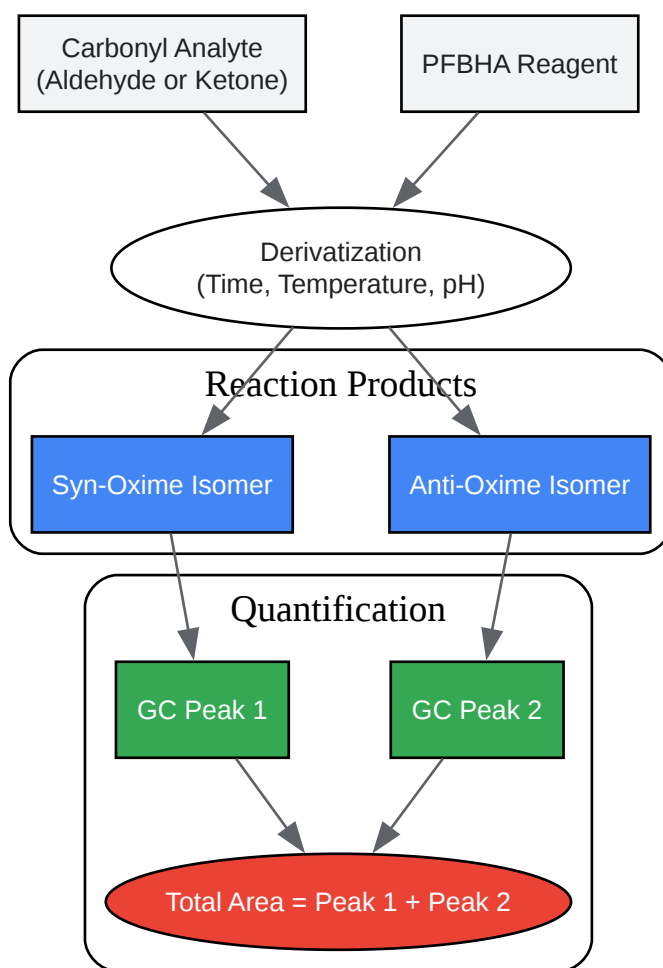 Carbonyl Analyte
(Aldehyde or Ketone)
PFBHA Reagent
Derivatization
(Time, Temperature, pH)
Reaction Products
Syn-Oxime Isomer
Anti-Oxime Isomer
Quantification
GC Peak 1
GC Peak 2
Total Area = Peak 1 + Peak 2